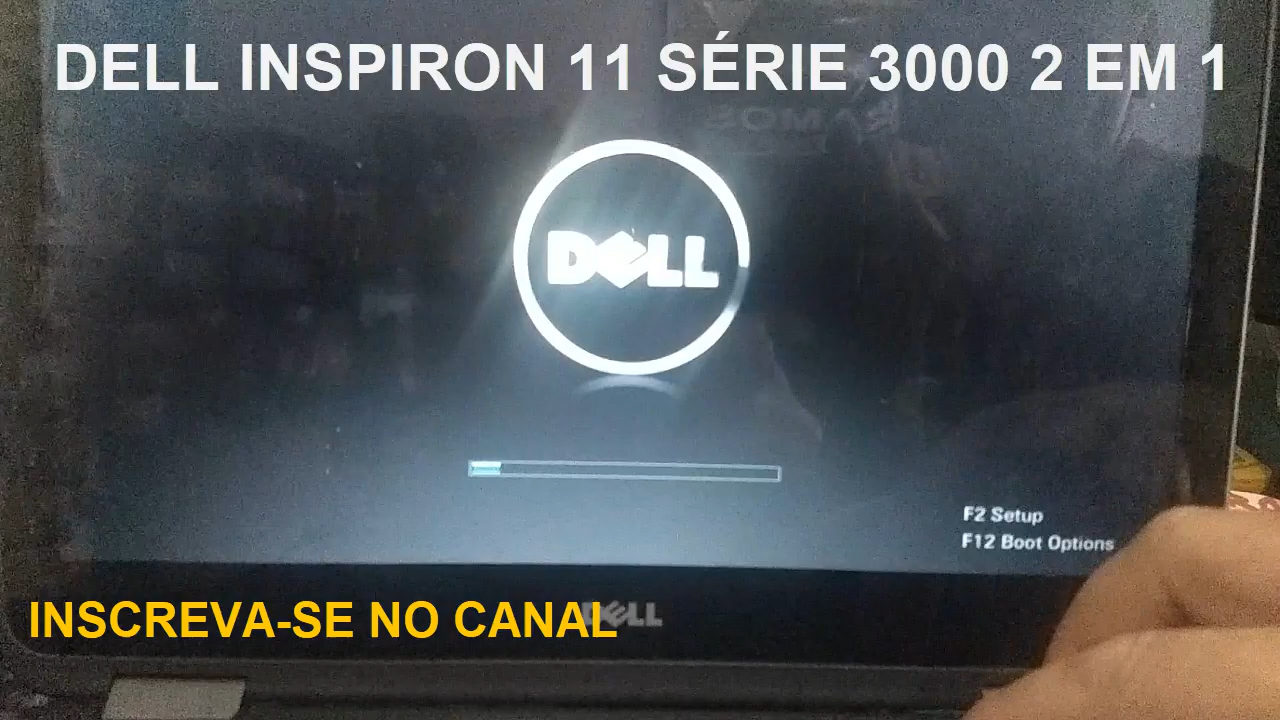 DELL INSPIRON 11 SÉRIE 3000 2 EM 1
DELL
F2 Setup
F12 Boot Options
INSCREVA-SE NO CANAL
DELL